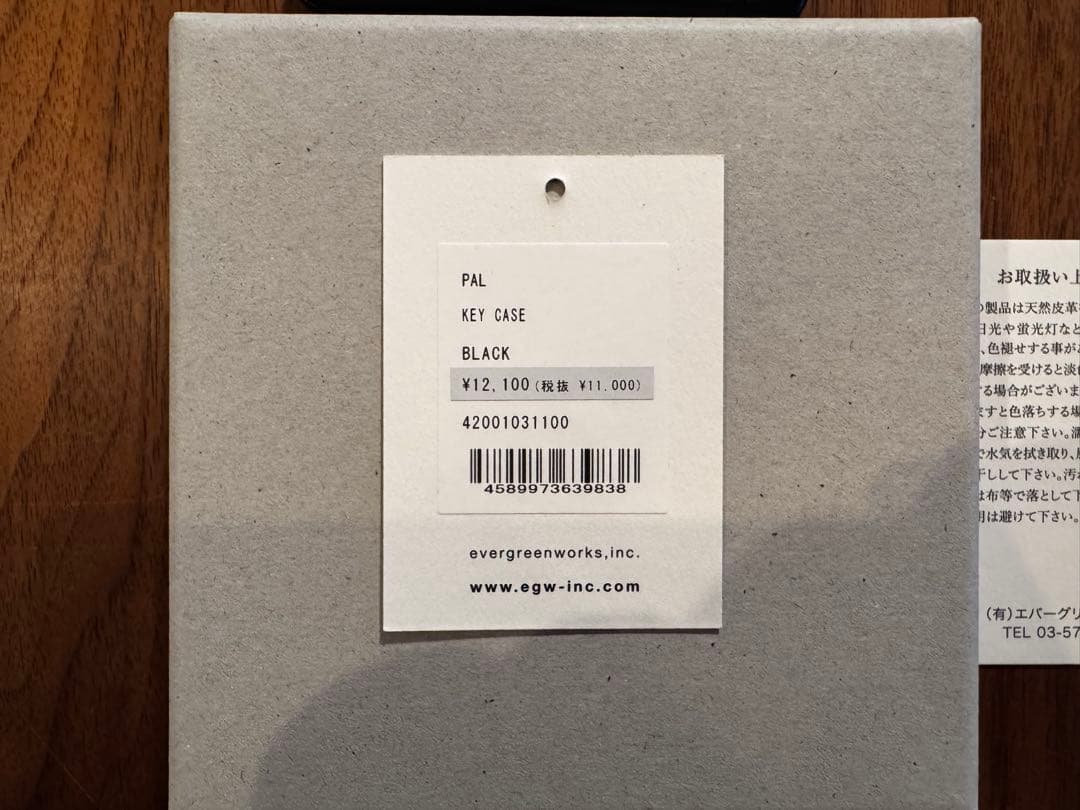 PAL
KEY CASE
BLACK
¥12,100(税抜 ¥11.000)
42001031100
4589973639838
evergreenworks,inc.
www.egw-inc.com
お取扱い上
製品は天然皮革
日光や蛍光灯など
、色褪せする事が
摩擦を受けると淡
る場合がございま
ますと色落ちする場
ご注意下さい。
で水気を拭き取り、
干しして下さい。汚
は布等で落として下
用は避けて下さい。
(有)エバーグリ
TEL 03-57